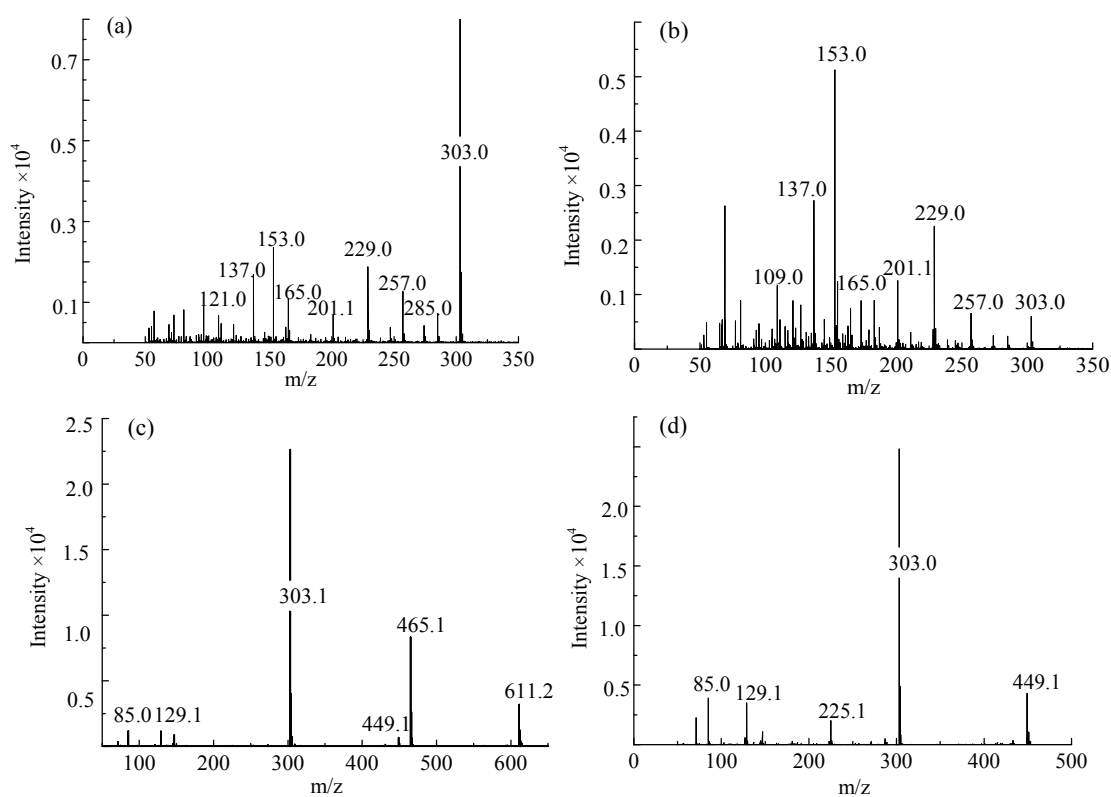 (a)
0.7
0.5
0.3
0.1
Intensity ×10⁴
303.0
153.0
229.0
137.0
257.0
165.0
121.0
201.1
285.0
0 50 100 150 200 250 300 350
m/z
(b)
0.5
0.4
0.3
0.2
0.1
Intensity ×10⁴
153.0
137.0
229.0
109.0
201.1
165.0
257.0
303.0
0 50 100 150 200 250 300 350
m/z
(c)
2.5
2.0
1.5
1.0
0.5
Intensity ×10⁴
303.1
465.1
611.2
85.0
129.1
449.1
100 200 300 400 500 600
m/z
(d)
2.0
1.5
1.0
0.5
Intensity ×10⁴
303.0
85.0
129.1
449.1
225.1
0 100 200 300 400 500
m/z